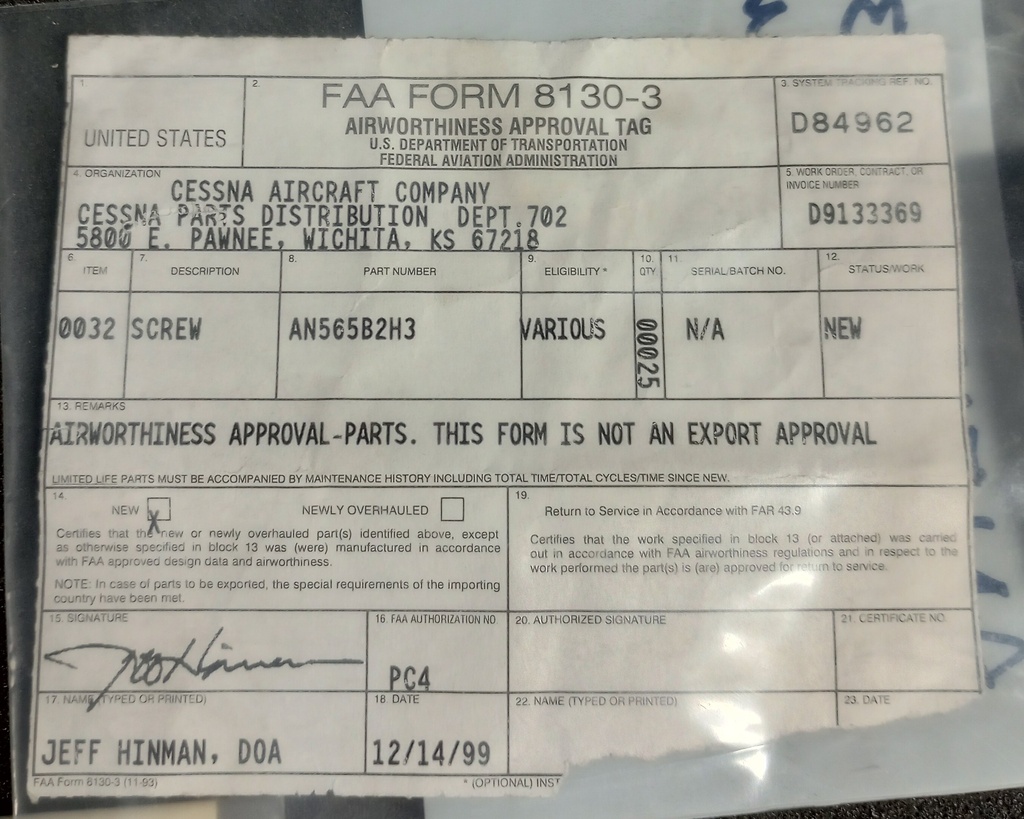 1.
UNITED STATES
2.
FAA FORM 8130-3
AIRWORTHINESS APPROVAL TAG
U.S. DEPARTMENT OF TRANSPORTATION
FEDERAL AVIATION ADMINISTRATION
3. SYSTEM TRACKING REF. NO.
D84962
4. ORGANIZATION
CESSNA AIRCRAFT COMPANY
CESSNA PARTS DISTRIBUTION DEPT.702
5800 E. PAWNEE, WICHITA, KS 67218
5. WORK ORDER, CONTRACT, OR
INVOICE NUMBER
D9133369
6. ITEM
7. DESCRIPTION
8. PART NUMBER
9. ELIGIBILITY *
10. QTY
11. SERIAL/BATCH NO.
12. STATUS/WORK
0032 SCREW AN565B2H3 VARIOUS 00025 N/A NEW
13. REMARKS
AIRWORTHINESS APPROVAL-PARTS. THIS FORM IS NOT AN EXPORT APPROVAL
LIMITED LIFE PARTS MUST BE ACCOMPANIED BY MAINTENANCE HISTORY INCLUDING TOTAL TIME/TOTAL CYCLES/TIME SINCE NEW.
14.
NEW X NEWLY OVERHAULED
Certifies that the new or newly overhauled part(s) identified above, except
as otherwise specified in block 13 was (were) manufactured in accordance
with FAA approved design data and airworthiness.
NOTE: In case of parts to be exported, the special requirements of the importing
country have been met.
19.
Return to Service in Accordance with FAR 43.9
Certifies that the work specified in block 13 (or attached) was carried
out in accordance with FAA airworthiness regulations and in respect to the
work performed the part(s) is (are) approved for return to service.
15. SIGNATURE
16. FAA AUTHORIZATION NO.
PC4
20. AUTHORIZED SIGNATURE
21. CERTIFICATE NO.
17. NAME (TYPED OR PRINTED)
JEFF HINMAN, DOA
18. DATE
12/14/99
22. NAME (TYPED OR PRINTED)
23. DATE
FAA Form 8130-3 (11-93)
* (OPTIONAL) INST